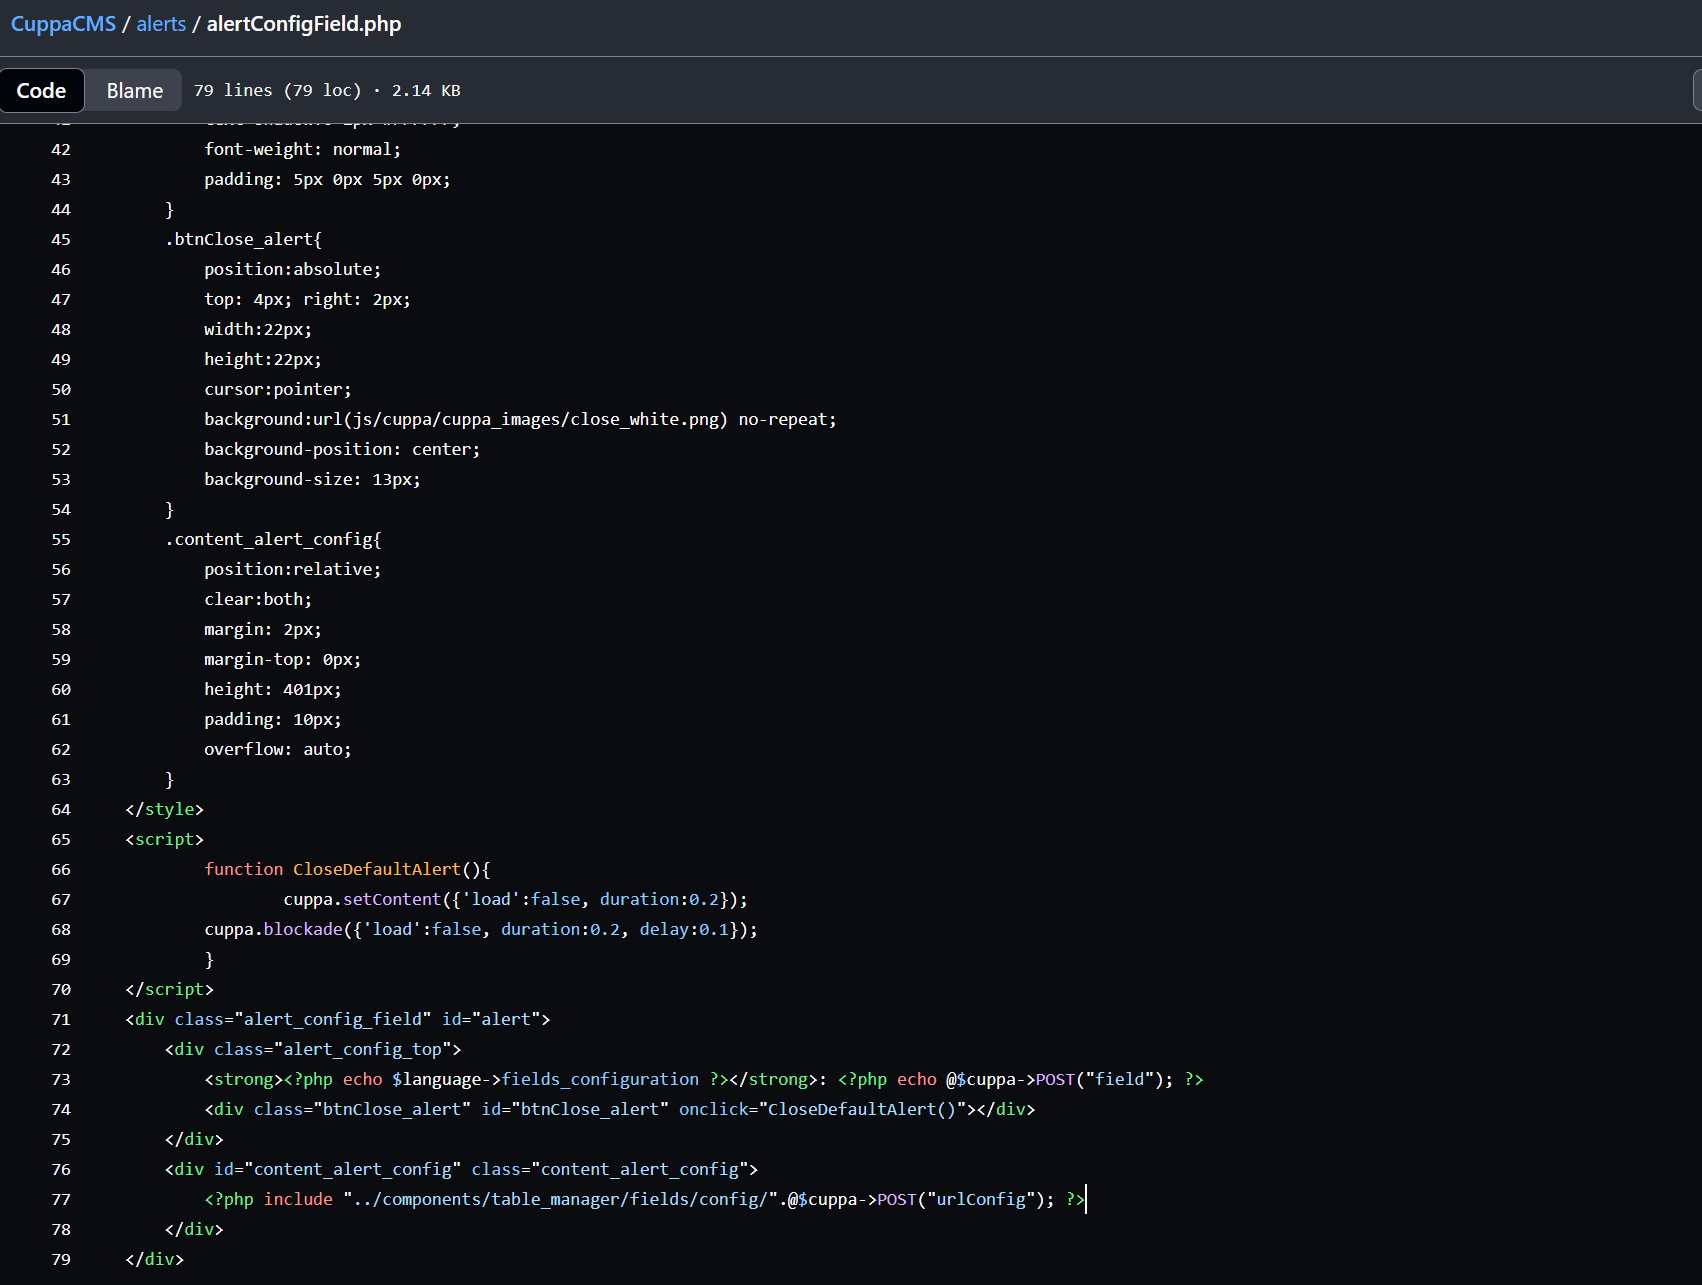 CuppaCMS / alerts / alertConfigField.php
Code Blame 79 lines (79 loc) · 2.14 KB
42 font-weight: normal;
43 padding: 5px 0px 5px 0px;
44 }
45 .btnClose_alert{
46 position:absolute;
47 top: 4px; right: 2px;
48 width:22px;
49 height:22px;
50 cursor:pointer;
51 background:url(js/cuppa/cuppa_images/close_white.png) no-repeat;
52 background-position: center;
53 background-size: 13px;
54 }
55 .content_alert_config{
56 position:relative;
57 clear:both;
58 margin: 2px;
59 margin-top: 0px;
60 height: 401px;
61 padding: 10px;
62 overflow: auto;
63 }
64 </style>
65 <script>
66 function CloseDefaultAlert(){
67 cuppa.setContent({'load':false, duration:0.2});
68 cuppa.blockade({'load':false, duration:0.2, delay:0.1});
69 }
70 </script>
71 <div class="alert_config_field" id="alert">
72 <div class="alert_config_top">
73 <strong><?php echo $language->fields_configuration ?></strong>: <?php echo @$cuppa->POST("field"); ?>
74 <div class="btnClose_alert" id="btnClose_alert" onclick="CloseDefaultAlert()"></div>
75 </div>
76 <div id="content_alert_config" class="content_alert_config">
77 <?php include "../components/table_manager/fields/config/".@$cuppa->POST("urlConfig"); ?>
78 </div>
79 </div>